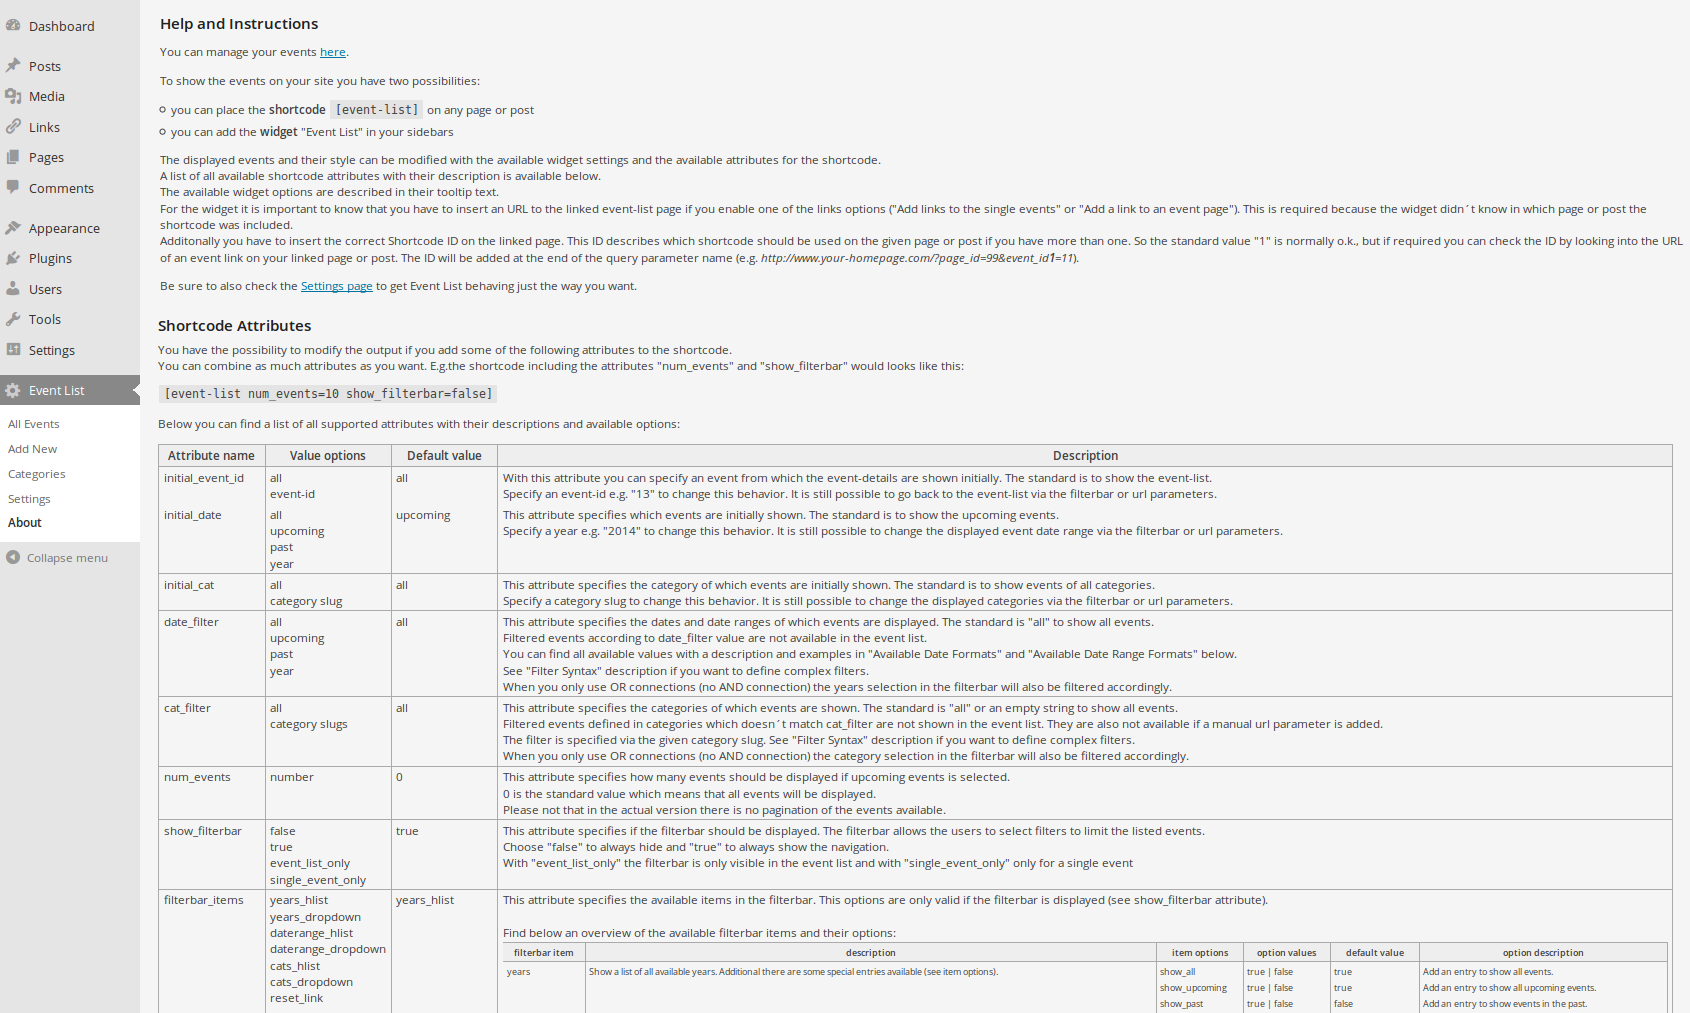 Dashboard
Posts
Media
Links
Pages
Comments
Appearance
Plugins
Users
Tools
Settings
Event List
All Events
Add New
Categories
Settings
About
Collapse menu
Help and Instructions
You can manage your events here.
To show the events on your site you have two possibilities:
you can place the shortcode [event-list] on any page or post
you can add the widget "Event List" in your sidebars
The displayed events and their style can be modified with the available widget settings and the available attributes for the shortcode.
A list of all available shortcode attributes with their description is available below.
The available widget options are described in their tooltip text.
For the widget it is important to know that you have to insert an URL to the linked event-list page if you enable one of the links options ("Add links to the single events" or "Add a link to an event page"). This is required because the widget didn´t know in which page or post the
shortcode was included.
Additonally you have to insert the correct Shortcode ID on the linked page. This ID describes which shortcode should be used on the given page or post if you have more than one. So the standard value "1" is normally o.k., but if required you can check the ID by looking into the URL
of an event link on your linked page or post. The ID will be added at the end of the query parameter name (e.g. http://www.your-homepage.com/?page_id=99&event_id1=11).
Be sure to also check the Settings page to get Event List behaving just the way you want.
Shortcode Attributes
You have the possibility to modify the output if you add some of the following attributes to the shortcode.
You can combine as much attributes as you want. E.g.the shortcode including the attributes "num_events" and "show_filterbar" would looks like this:
[event-list num_events=10 show_filterbar=false]
Below you can find a list of all supported attributes with their descriptions and available options:
Attribute name Value options Default value Description
initial_event_id all all With this attribute you can specify an event from which the event-details are shown initially. The standard is to show the event-list.
event-id Specify an event-id e.g. "13" to change this behavior. It is still possible to go back to the event-list via the filterbar or url parameters.
initial_date all upcoming This attribute specifies which events are initially shown. The standard is to show the upcoming events.
upcoming Specify a year e.g. "2014" to change this behavior. It is still possible to change the displayed event date range via the filterbar or url parameters.
past
year
initial_cat all all This attribute specifies the category of which events are initially shown. The standard is to show events of all categories.
category slug Specify a category slug to change this behavior. It is still possible to change the displayed categories via the filterbar or url parameters.
date_filter all all This attribute specifies the dates and date ranges of which events are displayed. The standard is "all" to show all events.
upcoming Filtered events according to date_filter value are not available in the event list.
past You can find all available values with a description and examples in "Available Date Formats" and "Available Date Range Formats" below.
year See "Filter Syntax" description if you want to define complex filters.
When you only use OR connections (no AND connection) the years selection in the filterbar will also be filtered accordingly.
cat_filter all all This attribute specifies the categories of which events are shown. The standard is "all" or an empty string to show all events.
category slugs Filtered events defined in categories which doesn´t match cat_filter are not shown in the event list. They are also not available if a manual url parameter is added.
The filter is specified via the given category slug. See "Filter Syntax" description if you want to define complex filters.
When you only use OR connections (no AND connection) the category selection in the filterbar will also be filtered accordingly.
num_events number 0 This attribute specifies how many events should be displayed if upcoming events is selected.
0 is the standard value which means that all events will be displayed.
Please not that in the actual version there is no pagination of the events available.
show_filterbar false true This attribute specifies if the filterbar should be displayed. The filterbar allows the users to select filters to limit the listed events.
true Choose "false" to always hide and "true" to always show the navigation.
event_list_only With "event_list_only" the filterbar is only visible in the event list and with "single_event_only" only for a single event
single_event_only
filterbar_items years_hlist years_hlist This attribute specifies the available items in the filterbar. This options are only valid if the filterbar is displayed (see show_filterbar attribute).
years_dropdown
daterange_hlist Find below an overview of the available filterbar items and their options:
daterange_dropdown filterbar item description item options option values default value option description
cats_hlist years Show a list of all available years. Additional there are some special entries available (see item options). show_all true | false true Add an entry to show all events.
cats_dropdown show_upcoming true | false true Add an entry to show all upcoming events.
reset_link show_past true | false false Add an entry to show events in the past.